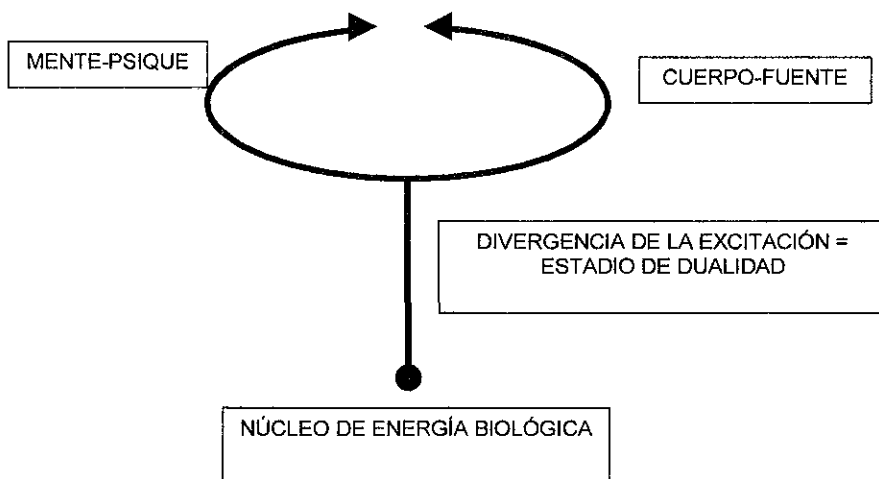 MENTE-PSIQUE
CUERPO-FUENTE
DIVERGENCIA DE LA EXCITACIÓN =
ESTADIO DE DUALIDAD
NÚCLEO DE ENERGÍA BIOLÓGICA